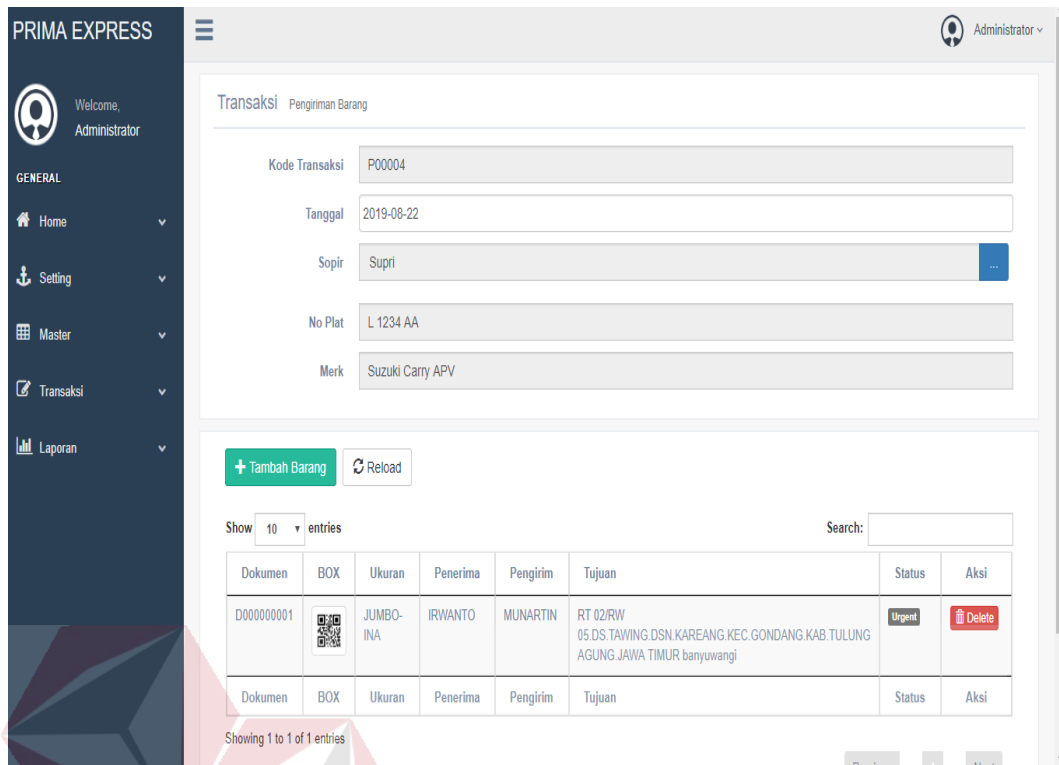 PRIMA EXPRESS
Administrator
Welcome,
Administrator
GENERAL
Home
Setting
Master
Transaksi
Laporan
Transaksi Pengiriman Barang
Kode Transaksi P00004
Tanggal 2019-08-22
Sopir Supri ...
No Plat L 1234 AA
Merk Suzuki Carry APV
+ Tambah Barang Reload
Show 10 entries Search:
Dokumen BOX Ukuran Penerima Pengirim Tujuan Status Aksi
D000000001 JUMBO- IRWANTO MUNARTIN RT 02/RW Urgent Delete
INA 05.DS.TAWING.DSN.KAREANG.KEC.GONDANG.KAB.TULUNG
AGUNG.JAWA TIMUR banyuwangi
Dokumen BOX Ukuran Penerima Pengirim Tujuan Status Aksi
Showing 1 to 1 of 1 entries